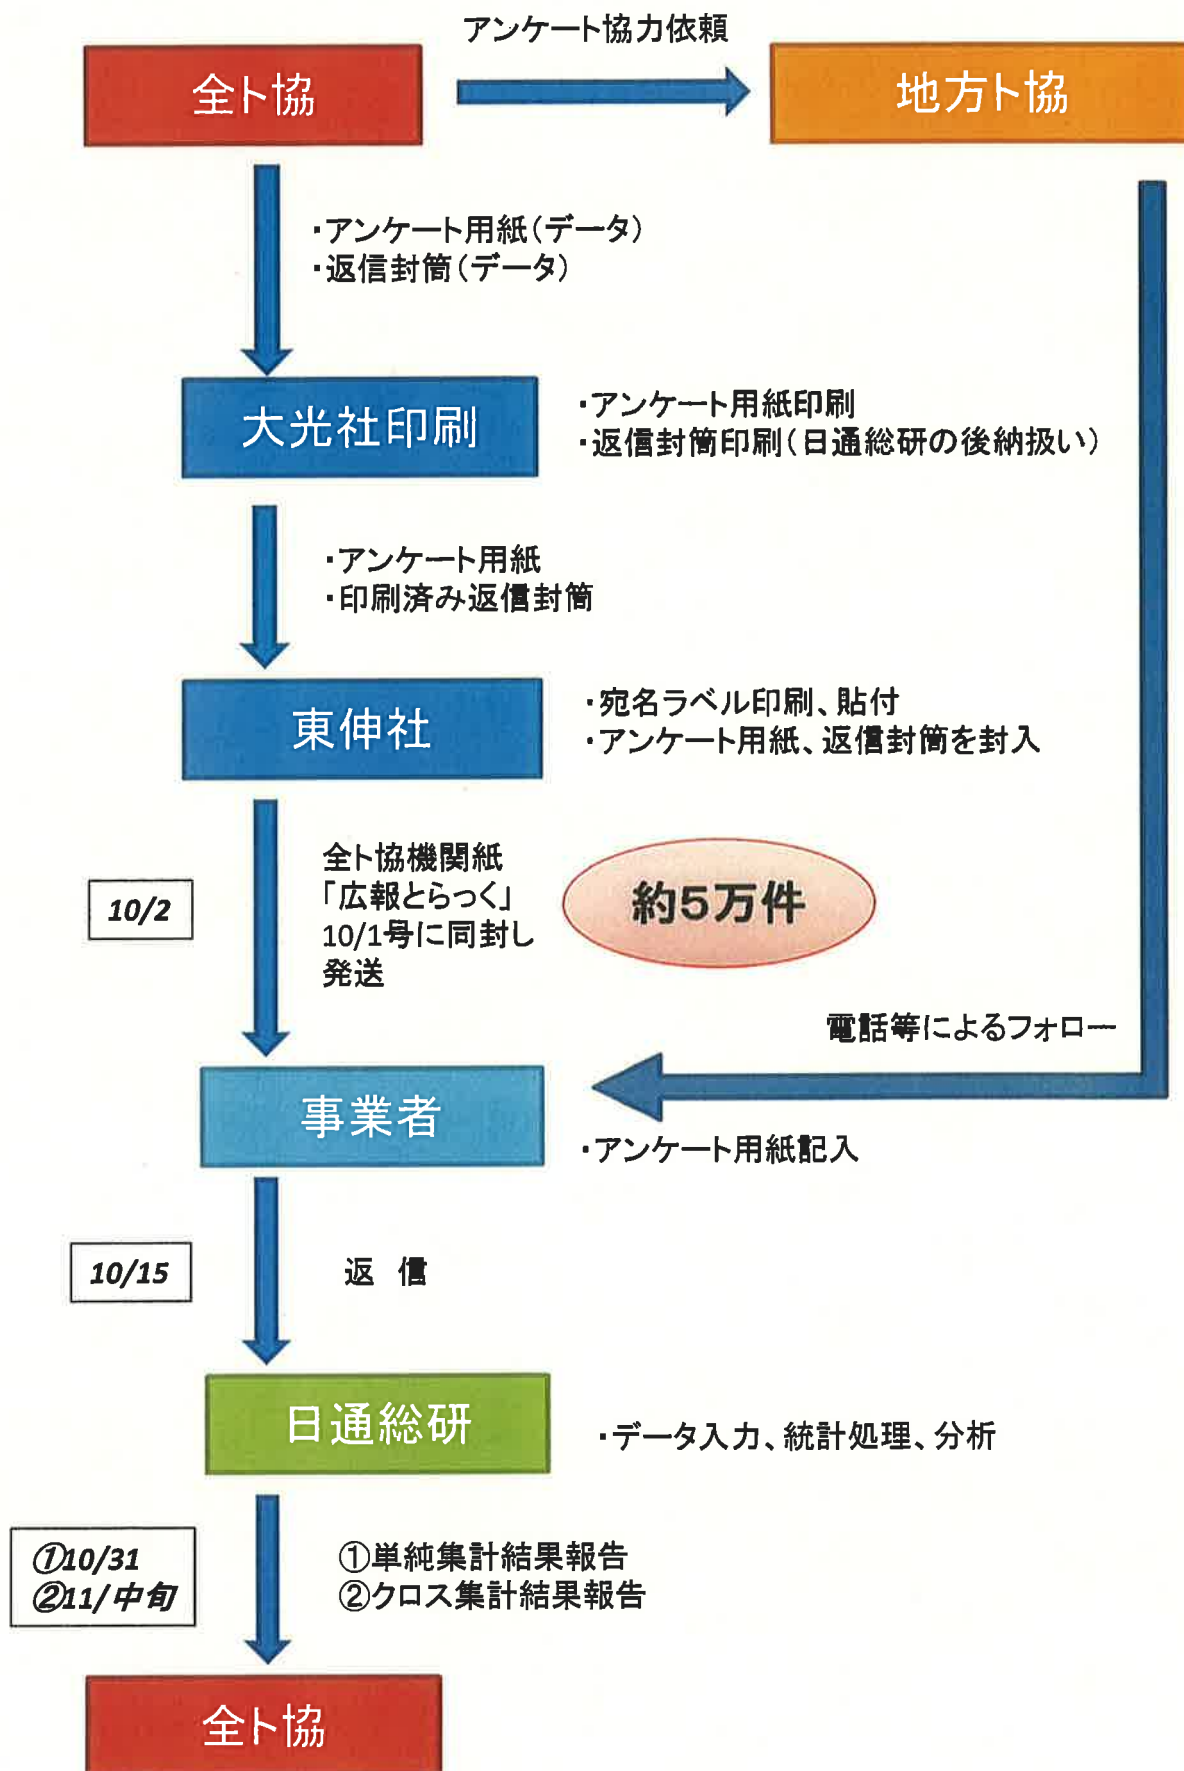 アンケート協力依頼
全ト協
地方ト協
・アンケート用紙(データ)
・返信封筒(データ)
大光社印刷
・アンケート用紙印刷
・返信封筒印刷(日通総研の後納扱い)
・アンケート用紙
・印刷済み返信封筒
東伸社
・宛名ラベル印刷、貼付
・アンケート用紙、返信封筒を封入
10/2
全ト協機関紙
「広報とらっく」
10/1号に同封し
発送
約5万件
電話等によるフォロー
事業者
・アンケート用紙記入
10/15
返 信
日通総研
・データ入力、統計処理、分析
①10/31
②11/中旬
①単純集計結果報告
②クロス集計結果報告
全ト協